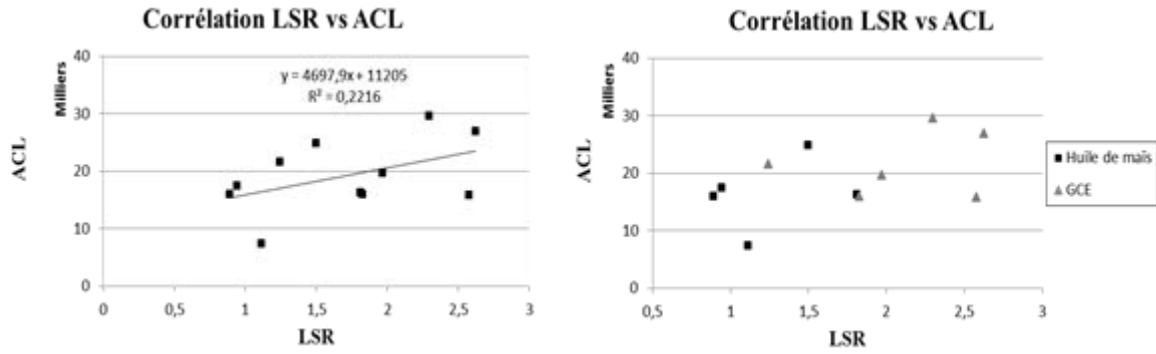 Corrélation LSR vs ACL
y = 4697,9x + 11205
R² = 0,2216
Milliers
ACL
40
30
20
10
0
0 0,5 1 1,5 2 2,5 3
LSR
Corrélation LSR vs ACL
Milliers
ACL
40
30
20
10
0
0,5 1 1,5 2 2,5 3
LSR
Huile de maïs
GCE